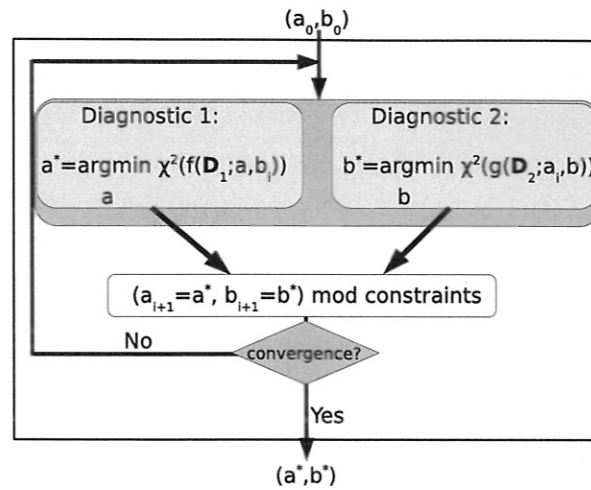 (a₀,b₀)
Diagnostic 1:
a*=argmin χ²(f(D₁;a,bᵢ))
a
Diagnostic 2:
b*=argmin χ²(g(D₂;aᵢ,b))
b
(aᵢ₊₁=a*, bᵢ₊₁=b*) mod constraints
No
convergence?
Yes
(a*,b*)